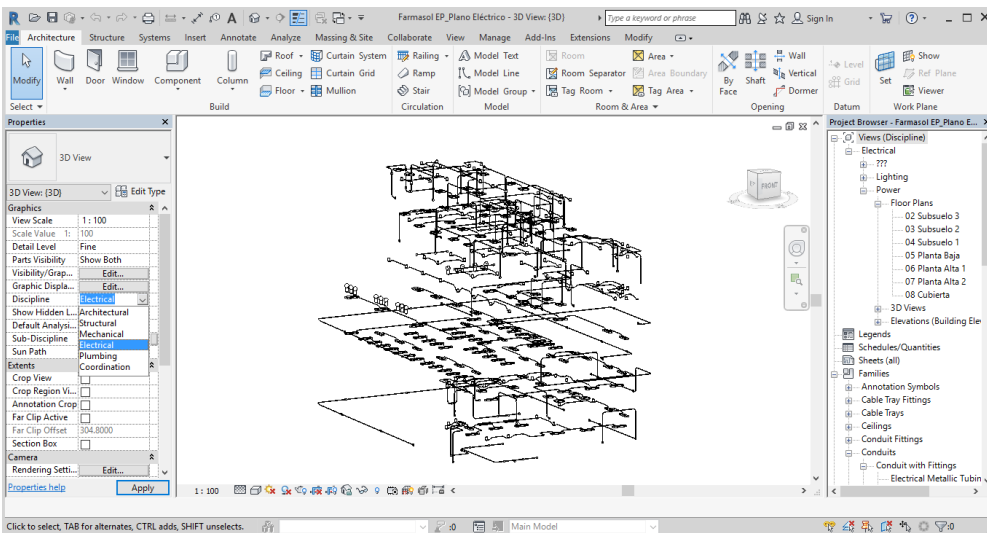 Farmasol EP_Plano Eléctrico - 3D View: {3D}
Type a keyword or phrase
Sign In
File Architecture Structure Systems Insert Annotate Analyze Massing & Site Collaborate View Manage Add-Ins Extensions Modify
Modify
Wall
Door
Window
Component
Column
Roof
Ceiling
Floor
Curtain System
Curtain Grid
Mullion
Railing
Ramp
Stair
Model Text
Model Line
Model Group
Room
Room Separator
Tag Room
Area
Area Boundary
Tag Area
By Face
Shaft
Wall
Vertical
Dormer
Level
Grid
Set
Show
Ref Plane
Viewer
Select
Build
Circulation
Model
Room & Area
Opening
Datum
Work Plane
Properties
3D View
3D View: {3D}
Edit Type
Graphics
View Scale 1 : 100
Scale Value 1: 100
Detail Level Fine
Parts Visibility Show Both
Visibility/Grap... Edit...
Graphic Displa... Edit...
Discipline Electrical
Show Hidden L...
Default Analysi...
Sub-Discipline
Sun Path
Architectural
Structural
Mechanical
Electrical
Plumbing
Coordination
Extents
Crop View
Crop Region Vi...
Annotation Crop
Far Clip Active
Far Clip Offset 304.8000
Section Box
Camera
Rendering Setti... Edit...
Properties help
Apply
FRONT
1 : 100
Project Browser - Farmasol EP_Plano E...
Views (Discipline)
Electrical
???
Lighting
Power
Floor Plans
02 Subsuelo 3
03 Subsuelo 2
04 Subsuelo 1
05 Planta Baja
06 Planta Alta 1
07 Planta Alta 2
08 Cubierta
3D Views
Elevations (Building Elev
Legends
Schedules/Quantities
Sheets (all)
Families
Annotation Symbols
Cable Tray Fittings
Cable Trays
Ceilings
Conduit Fittings
Conduits
Conduit with Fittings
Electrical Metallic Tubin
Click to select, TAB for alternates, CTRL adds, SHIFT unselects.
:0
Main Model
:0